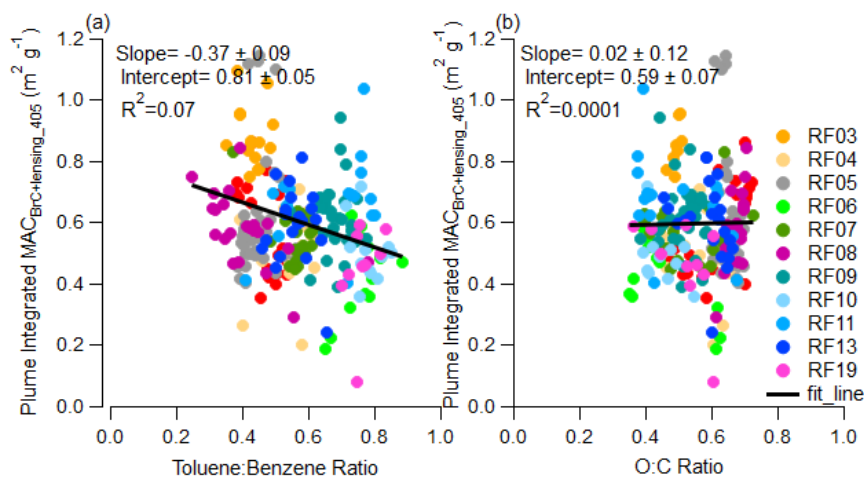 (a)
Slope= -0.37 ± 0.09
Intercept= 0.81 ± 0.05
R²=0.07
Plume Integrated MAC_BrC+lensing_405 (m² g⁻¹)
1.2
1.0
0.8
0.6
0.4
0.2
0.0
0.0 0.2 0.4 0.6 0.8 1.0
Toluene:Benzene Ratio
(b)
Slope= 0.02 ± 0.12
Intercept= 0.59 ± 0.07
R²=0.0001
Plume Integrated MAC_BrC+lensing_405 (m² g⁻¹)
1.2
1.0
0.8
0.6
0.4
0.2
0.0
0.0 0.2 0.4 0.6 0.8 1.0
O:C Ratio
RF03
RF04
RF05
RF06
RF07
RF08
RF09
RF10
RF11
RF13
RF19
fit_line